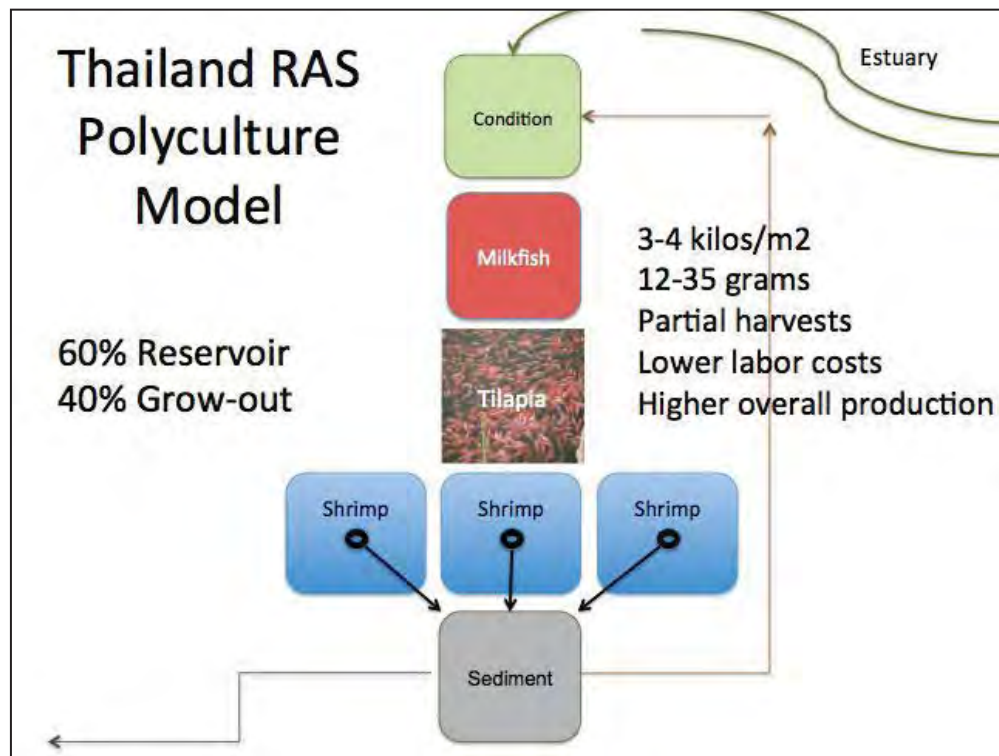 Thailand RAS
Polyculture
Model
Estuary
Condition
Milkfish
3-4 kilos/m2
12-35 grams
Partial harvests
Lower labor costs
Higher overall production
60% Reservoir
40% Grow-out
Tilapia
Shrimp
Shrimp
Shrimp
Sediment